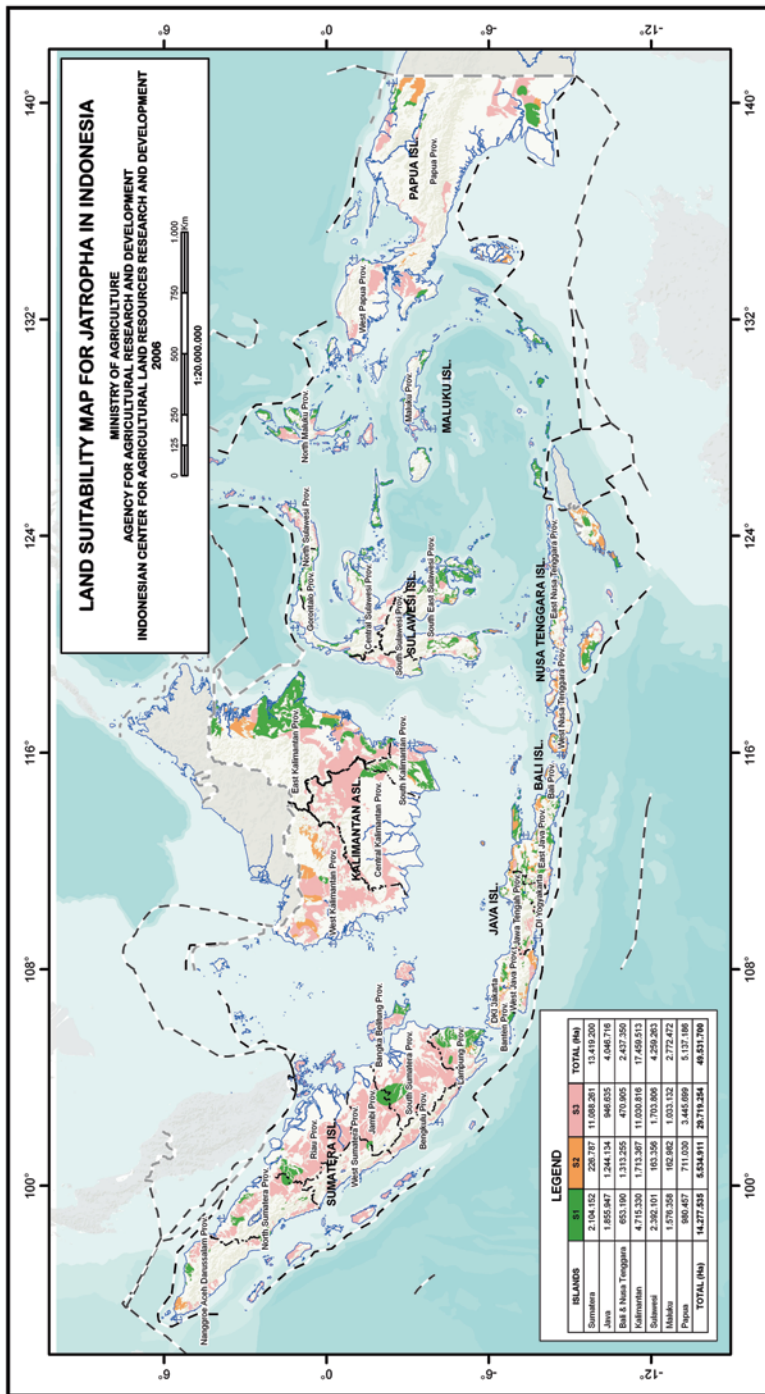 LAND SUITABILITY MAP FOR JATROPHA IN INDONESIA
MINISTRY OF AGRICULTURE
AGENCY FOR AGRICULTURAL RESEARCH AND DEVELOPMENT
INDONESIAN CENTER FOR AGRICULTURAL LAND RESOURCES RESEARCH AND DEVELOPMENT
2006
0 125 250 500 750 1.000
Km
1:20.000.000
100° 108° 116° 124° 132° 140°
6° 6°
0° 0°
-6° -6°
-12° -12°
100° 108° 116° 124° 132° 140°
Nanggroe Aceh Darussalam Prov.
North Sumatera Prov.
Riau Prov.
SUMATERA ISL.
West Sumatera Prov.
Jambi Prov.
Bangka Belitung Prov.
South Sumatera Prov.
Bengkulu Prov.
Lampung Prov.
East Kalimantan Prov.
West Kalimantan Prov.
KALIMANTAN ASL.
Central Kalimantan Prov.
South Kalimantan Prov.
JAVA ISL.
DKI Jakarta
Banten Prov.
West Java Prov.
Jawa Tengah Prov.
DI Yogyakarta
East Java Prov.
BALI ISL.
Bali Prov.
NUSA TENGGARA ISL.
West Nusa Tenggara Prov.
East Nusa Tenggara Prov.
Gorontalo Prov.
North Sulawesi Prov.
Central Sulawesi Prov.
South Sulawesi Prov.
SULAWESI ISL.
South East Sulawesi Prov.
North Maluku Prov.
Maluku Prov.
MALUKU ISL.
West Papua Prov.
PAPUA ISL.
Papua Prov.
LEGEND
ISLANDS S1 S2 S3 TOTAL (Ha)
Sumatera 2.104.152 226.787 11.088.261 13.419.200
Java 1.855.947 1.244.134 946.635 4.046.716
Bali & Nusa Tenggara 653.190 1.313.255 470.905 2.437.350
Kalimantan 4.715.330 1.713.367 11.030.816 17.459.513
Sulawesi 2.392.101 163.356 1.703.806 4.259.263
Maluku 1.576.358 162.982 1.033.132 2.772.472
Papua 980.457 711.030 3.445.699 5.137.186
TOTAL (Ha) 14.277.535 5.534.911 29.719.254 49.531.700